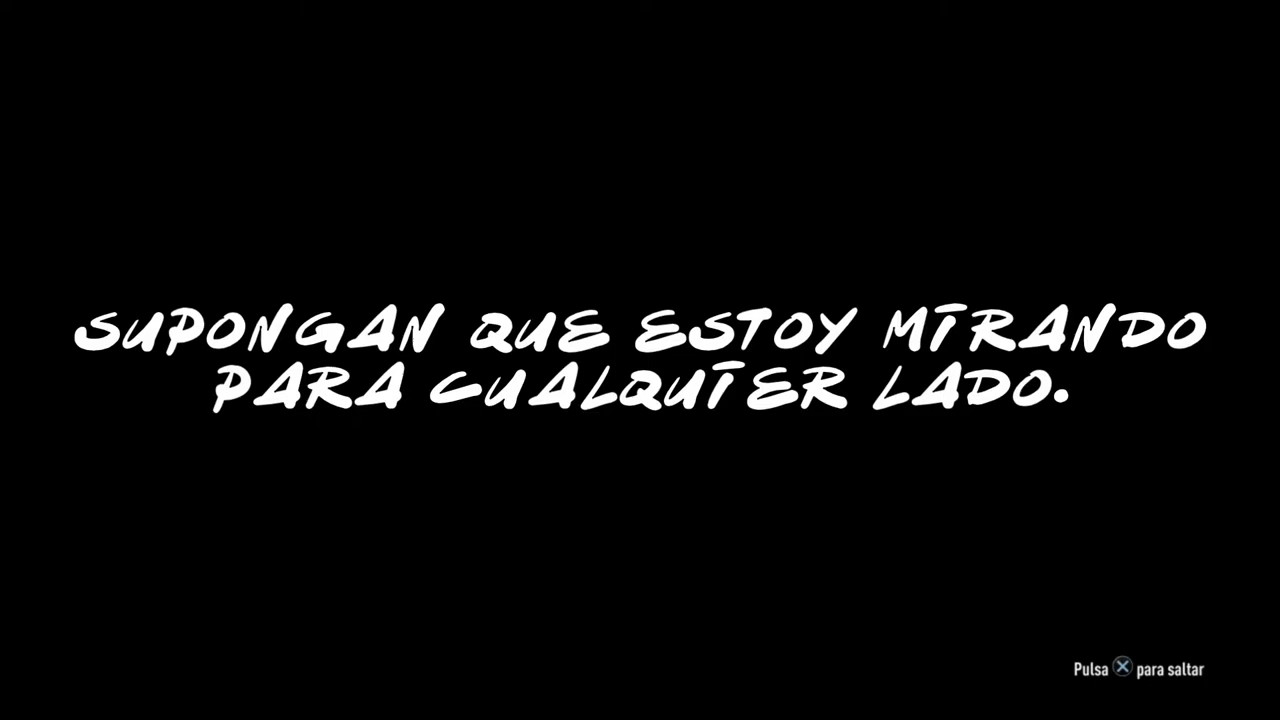 SUPONGAN QUE ESTOY MIRANDO
PARA CUALQUIER LADO.
Pulsa ⓧ para saltar